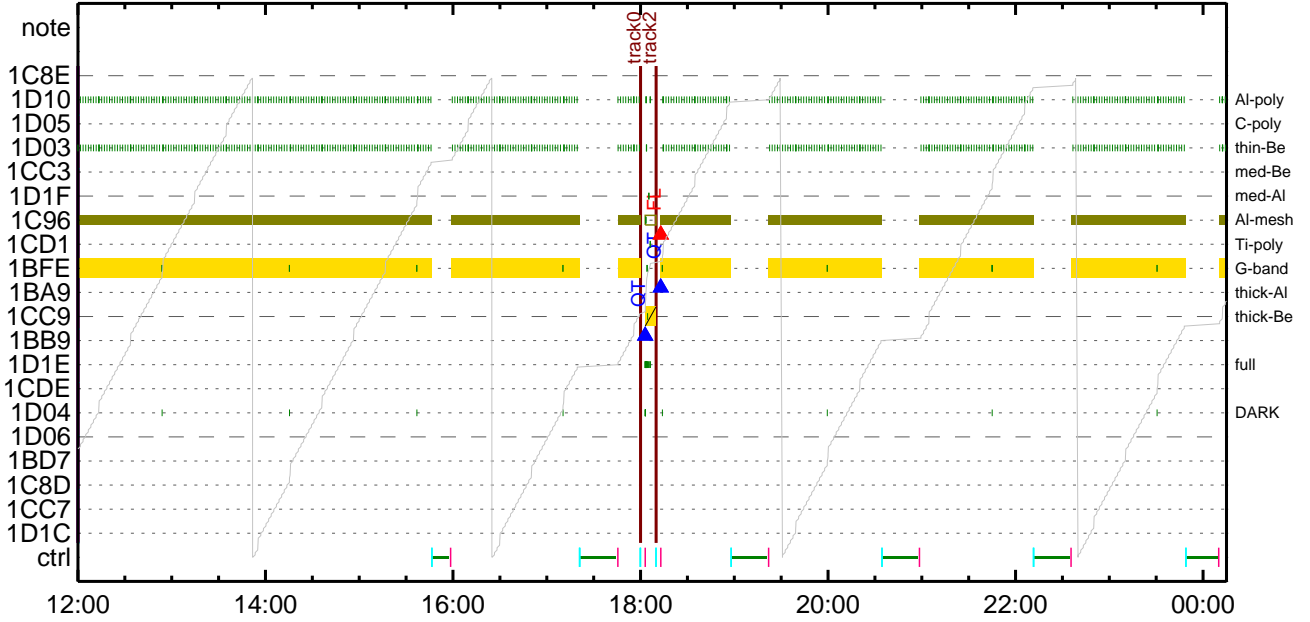 track0
track2
note
1C8E
1D10 Al-poly
1D05 C-poly
1D03 thin-Be
1CC3 med-Be
1D1F med-Al
FL
1C96 Al-mesh
1CD1 Ti-poly
QT
1BFE G-band
1BA9 thick-Al
QT
1CC9 thick-Be
1BB9
1D1E full
1CDE
1D04 DARK
1D06
1BD7
1C8D
1CC7
1D1C
ctrl
12:00 14:00 16:00 18:00 20:00 22:00 00:00